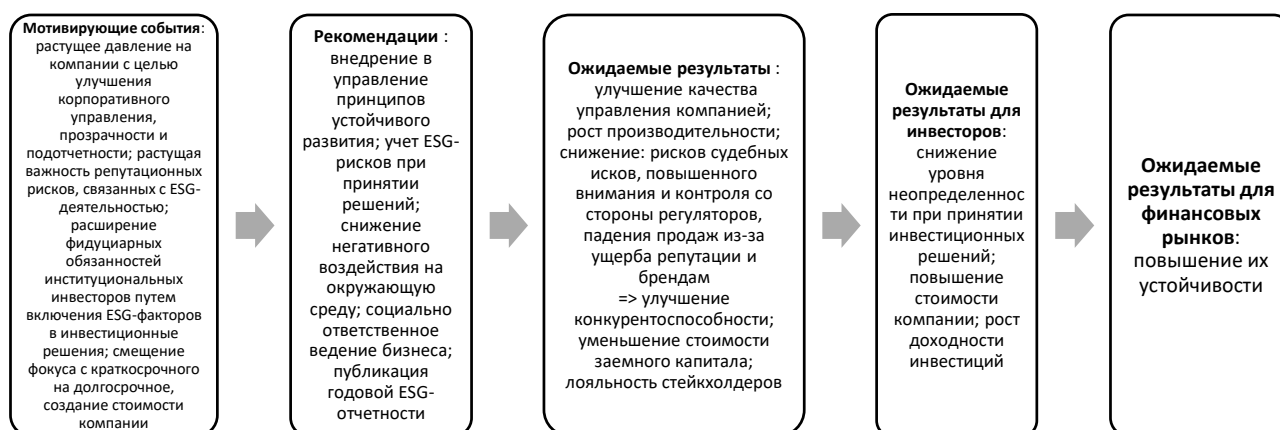 Мотивирующие события:
растущее давление на
компании с целью
улучшения
корпоративного
управления,
прозрачности и
подотчетности; растущая
важность репутационных
рисков, связанных с ESG-
деятельностью;
расширение
фидуциарных
обязанностей
институциональных
инвесторов путем
включения ESG-факторов
в инвестиционные
решения; смещение
фокуса с краткосрочного
на долгосрочное,
создание стоимости
компании
Рекомендации :
внедрение в
управление
принципов
устойчивого
развития; учет ESG-
рисков при
принятии
решений;
снижение
негативного
воздействия на
окружающую
среду; социально
ответственное
ведение бизнеса;
публикация
годовой ESG-
отчетности
Ожидаемые результаты :
улучшение качества
управления компанией;
рост производительности;
снижение: рисков судебных
исков, повышенного
внимания и контроля со
стороны регуляторов,
падения продаж из-за
ущерба репутации и
брендам
=> улучшение
конкурентоспособности;
уменьшение стоимости
заемного капитала;
лояльность стейкхолдеров
Ожидаемые
результаты для
инвесторов:
снижение
уровня
неопределеннос
ти при принятии
инвестиционных
решений;
повышение
стоимости
компании; рост
доходности
инвестиций
Ожидаемые
результаты для
финансовых
рынков:
повышение их
устойчивости